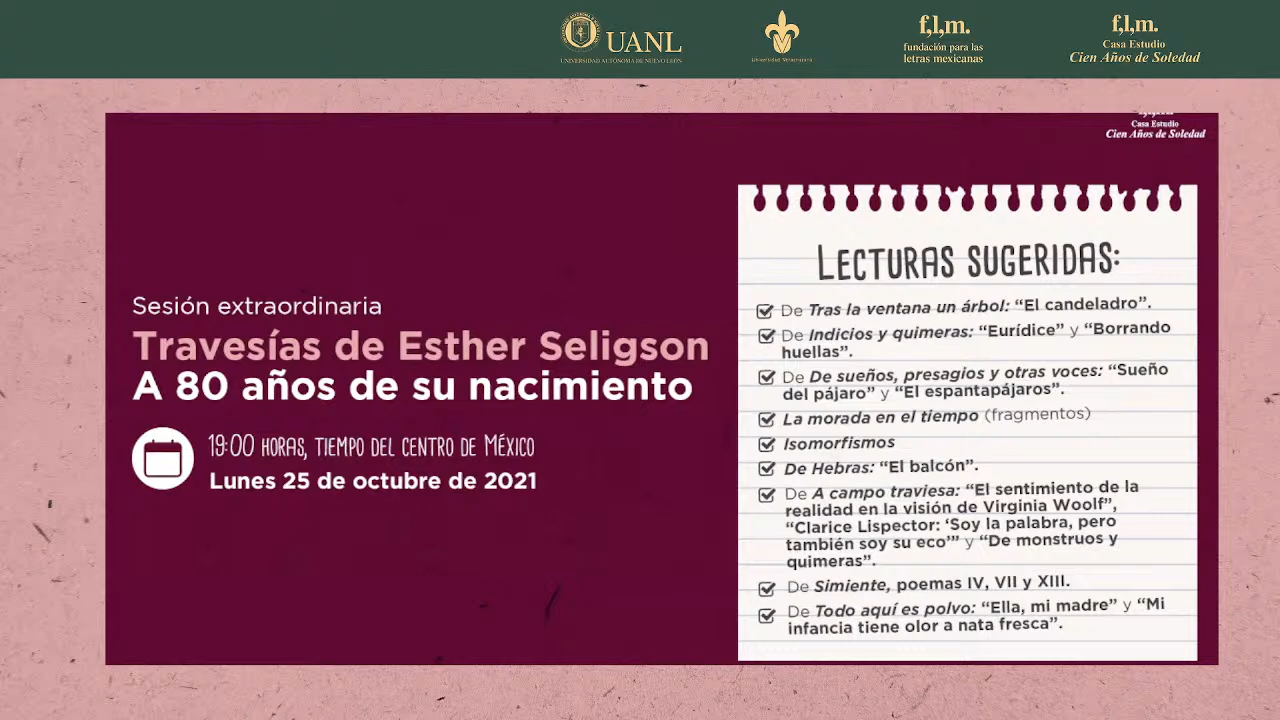 UANL
UNIVERSIDAD AUTÓNOMA DE NUEVO LEÓN
Universidad Veracruzana
f,l,m.
fundación para las
letras mexicanas
f,l,m.
Casa Estudio
Cien Años de Soledad
Casa Estudio
Cien Años de Soledad
Sesión extraordinaria
Travesías de Esther Seligson
A 80 años de su nacimiento
19:00 HORAS, TIEMPO DEL CENTRO DE MÉXICO
Lunes 25 de octubre de 2021
LECTURAS SUGERIDAS:
De Tras la ventana un árbol: “El candeladro”.
De Indicios y quimeras: “Eurídice” y “Borrando
huellas”.
De De sueños, presagios y otras voces: “Sueño
del pájaro” y “El espantapájaros”.
La morada en el tiempo (fragmentos)
Isomorfismos
De Hebras: “El balcón”.
De A campo traviesa: “El sentimiento de la
realidad en la visión de Virginia Woolf”,
“Clarice Lispector: ‘Soy la palabra, pero
también soy su eco’” y “De monstruos y
quimeras”.
De Simiente, poemas IV, VII y XIII.
De Todo aquí es polvo: “Ella, mi madre” y “Mi
infancia tiene olor a nata fresca”.